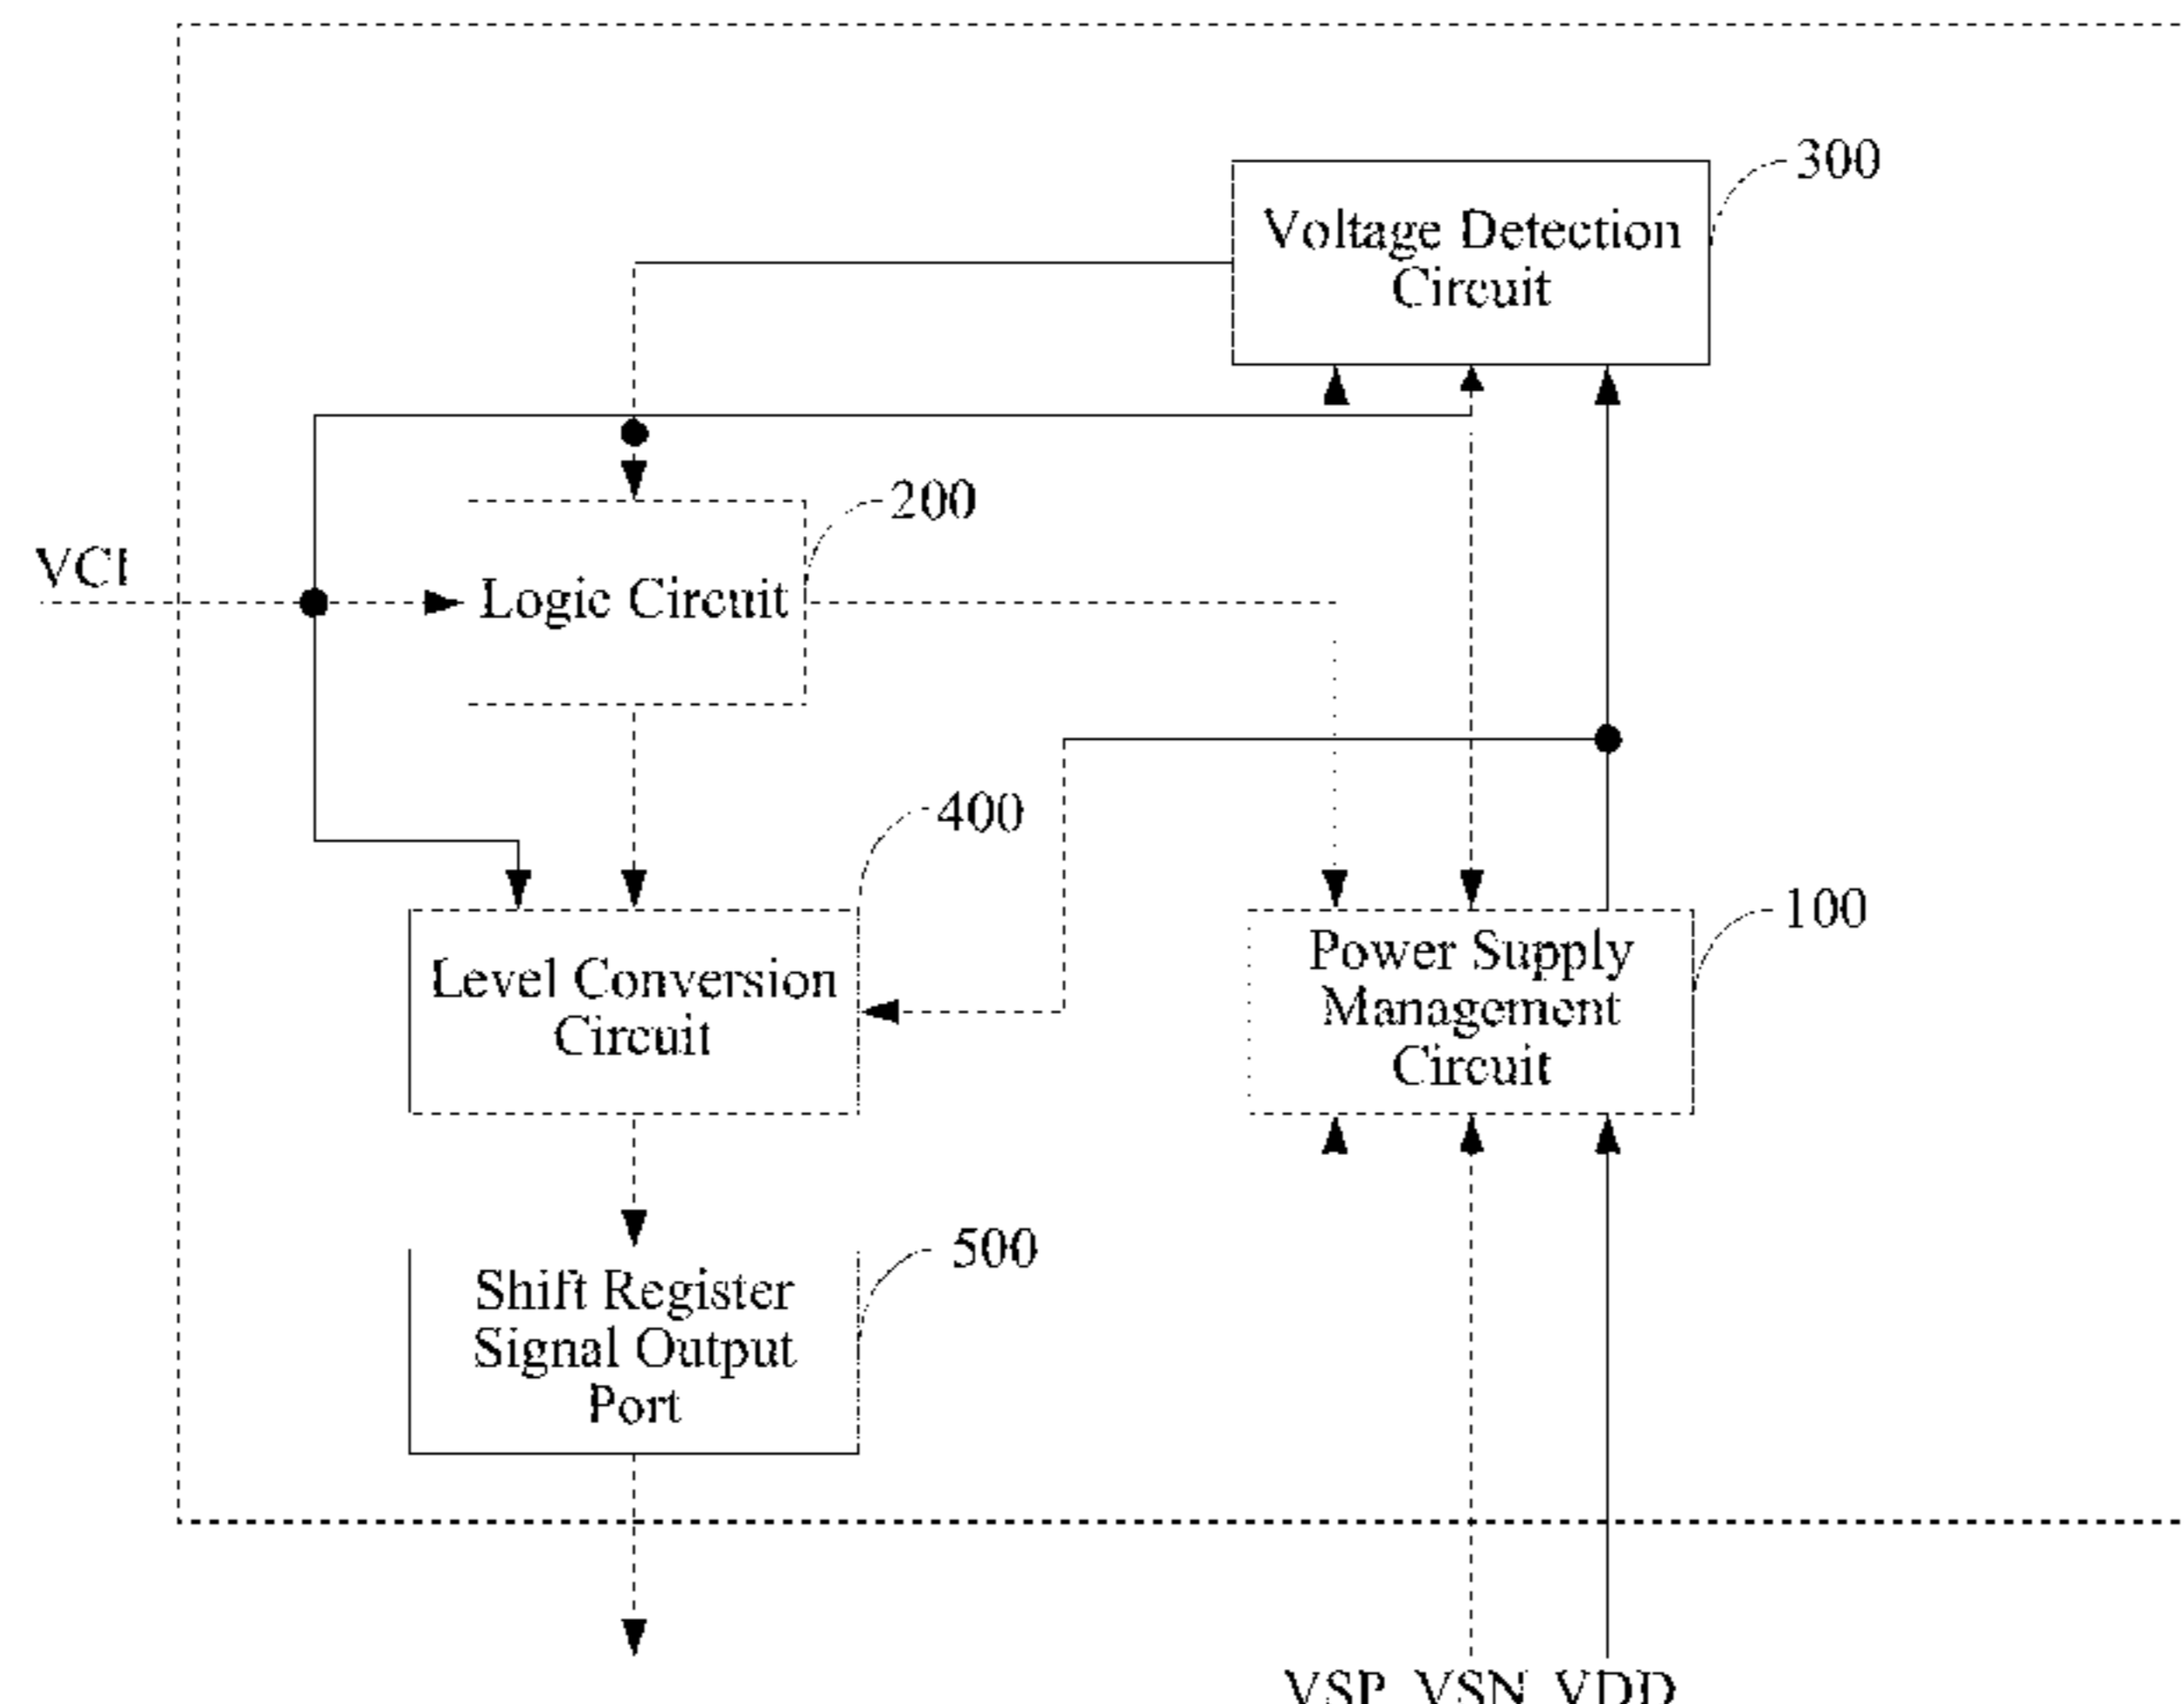 300
Voltage Detection
Circuit
200
VCI
Logic Circuit
400
100
Level Conversion
Circuit
Power Supply
Management
Circuit
500
Shift Register
Signal Output
Port
VSP VSN VDD